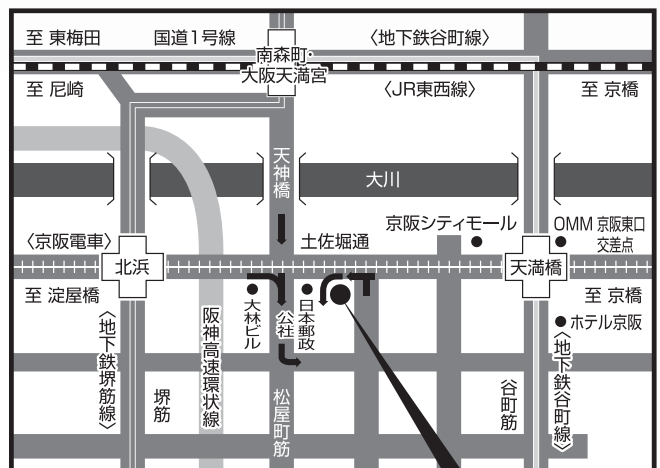 至 東梅田
国道1号線
南森町・
大阪天満宮
〈地下鉄谷町線〉
至 尼崎
〈JR東西線〉
至 京橋
天神橋
大川
京阪シティモール
OMM 京阪東口
交差点
〈京阪電車〉
土佐堀通
北浜
天満橋
至 淀屋橋
至 京橋
大林ビル
公社
日本郵政
ホテル京阪
〈地下鉄堺筋線〉
堺筋
阪神高速環状線
松屋町筋
谷町筋
〈地下鉄谷町線〉